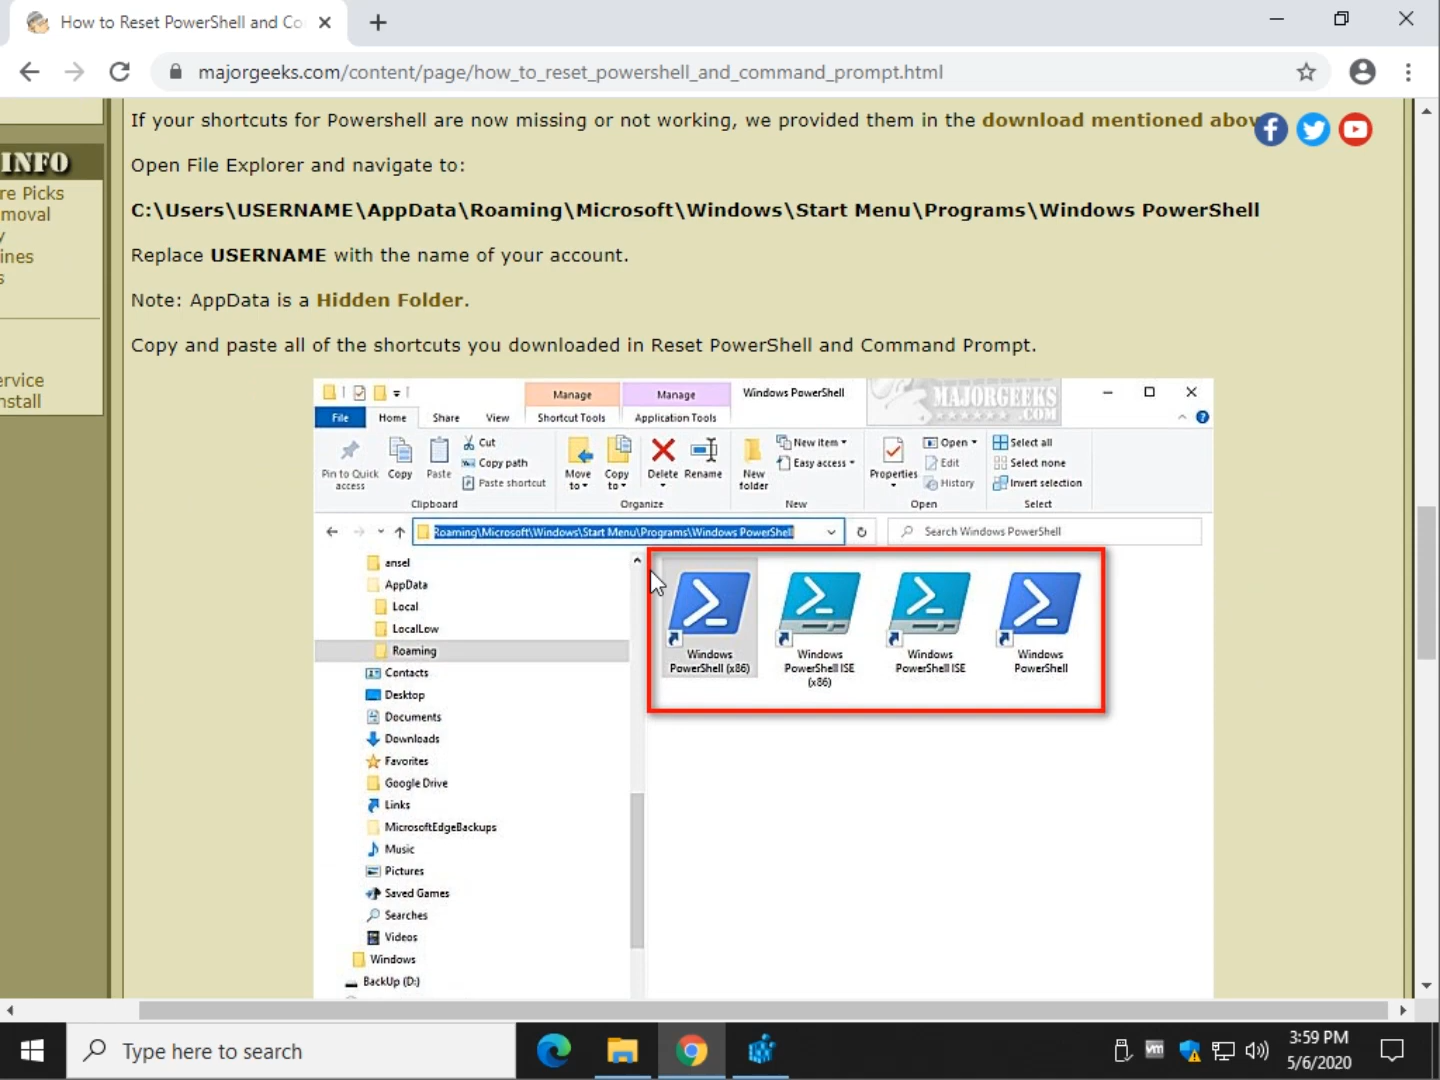 How to Reset PowerShell and Co
majorgeeks.com/content/page/how_to_reset_powershell_and_command_prompt.html
If your shortcuts for Powershell are now missing or not working, we provided them in the download mentioned abov
Open File Explorer and navigate to:
C:\Users\USERNAME\AppData\Roaming\Microsoft\Windows\Start Menu\Programs\Windows PowerShell
Replace USERNAME with the name of your account.
Note: AppData is a Hidden Folder.
Copy and paste all of the shortcuts you downloaded in Reset PowerShell and Command Prompt.
INFO
re Picks
moval
y
ines
s
ervice
nstall
Manage
Manage
Windows PowerShell
MAJORGEEKS
.COM
File
Home
Share
View
Shortcut Tools
Application Tools
Pin to Quick access
Copy
Paste
Cut
Copy path
Paste shortcut
Clipboard
Move to
Copy to
Delete
Rename
Organize
New folder
New item
Easy access
New
Properties
Open
Edit
History
Open
Select all
Select none
Invert selection
Select
Roaming\Microsoft\Windows\Start Menu\Programs\Windows PowerShell
Search Windows PowerShell
ansel
AppData
Local
LocalLow
Roaming
Contacts
Desktop
Documents
Downloads
Favorites
Google Drive
Links
MicrosoftEdgeBackups
Music
Pictures
Saved Games
Searches
Videos
Windows
BackUp (D:)
Windows
PowerShell (x86)
Windows
PowerShell ISE
(x86)
Windows
PowerShell ISE
Windows
PowerShell
Type here to search
vm
3:59 PM
5/6/2020